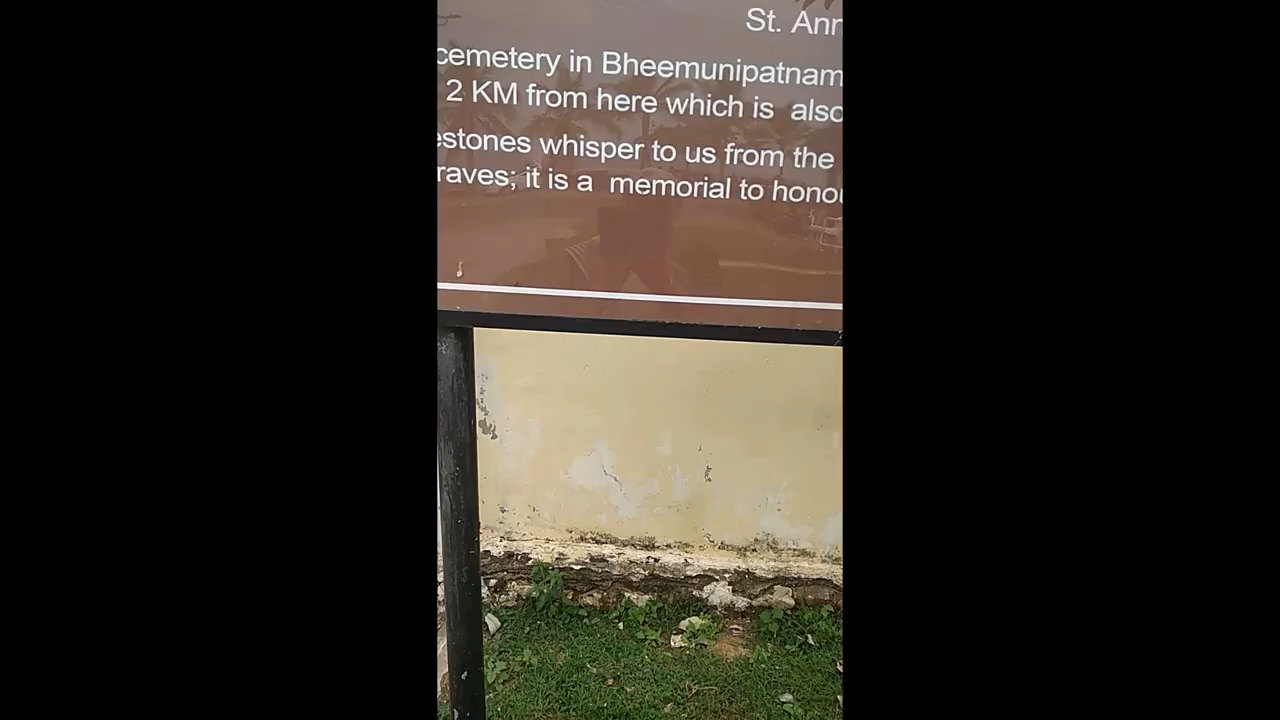 St. Ann
cemetery in Bheemunipatnam
2 KM from here which is also
estones whisper to us from the
raves; it is a memorial to honou